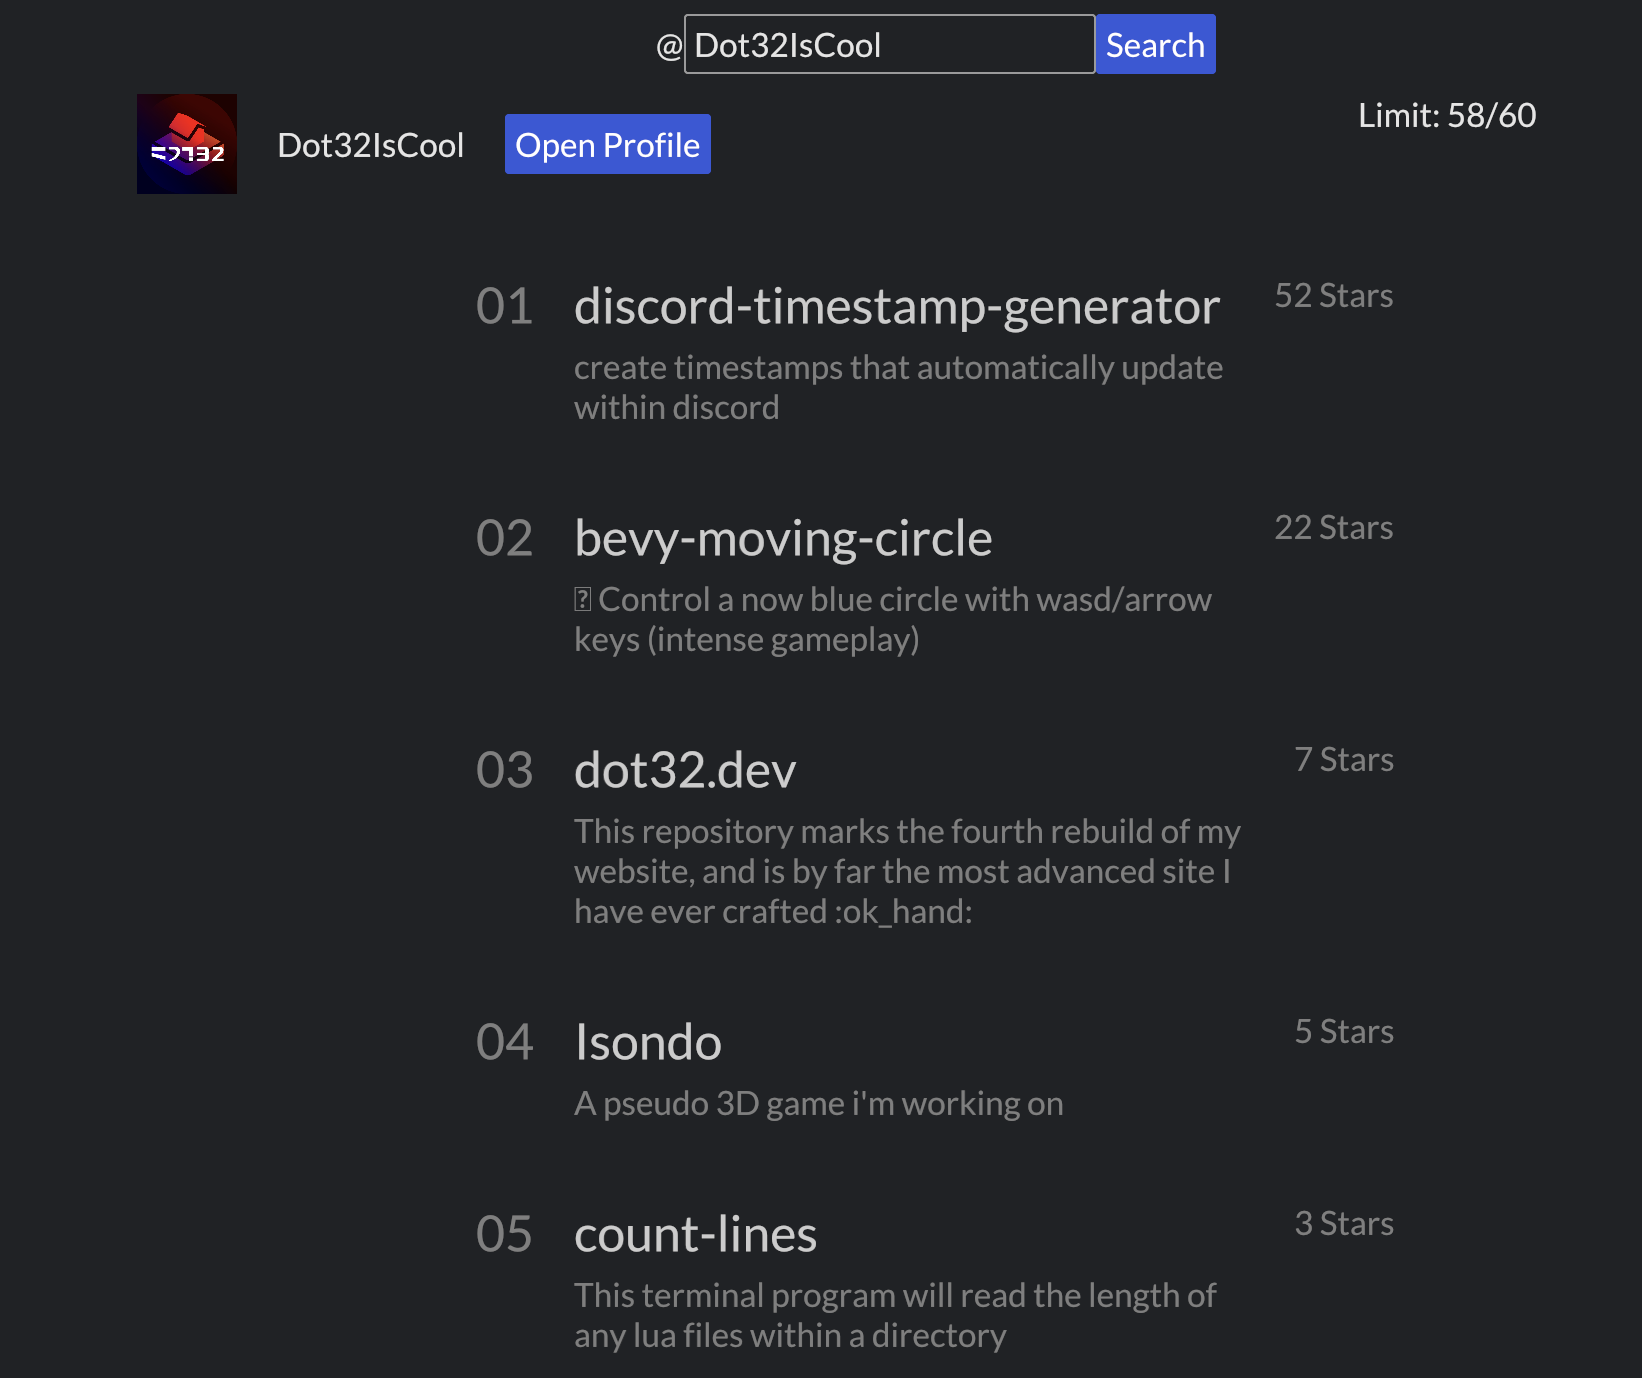 @ Dot32IsCool Search
Dot32IsCool Open Profile Limit: 58/60
01 discord-timestamp-generator 52 Stars
create timestamps that automatically update
within discord
02 bevy-moving-circle 22 Stars
Control a now blue circle with wasd/arrow
keys (intense gameplay)
03 dot32.dev 7 Stars
This repository marks the fourth rebuild of my
website, and is by far the most advanced site I
have ever crafted :ok_hand:
04 Isondo 5 Stars
A pseudo 3D game i'm working on
05 count-lines 3 Stars
This terminal program will read the length of
any lua files within a directory